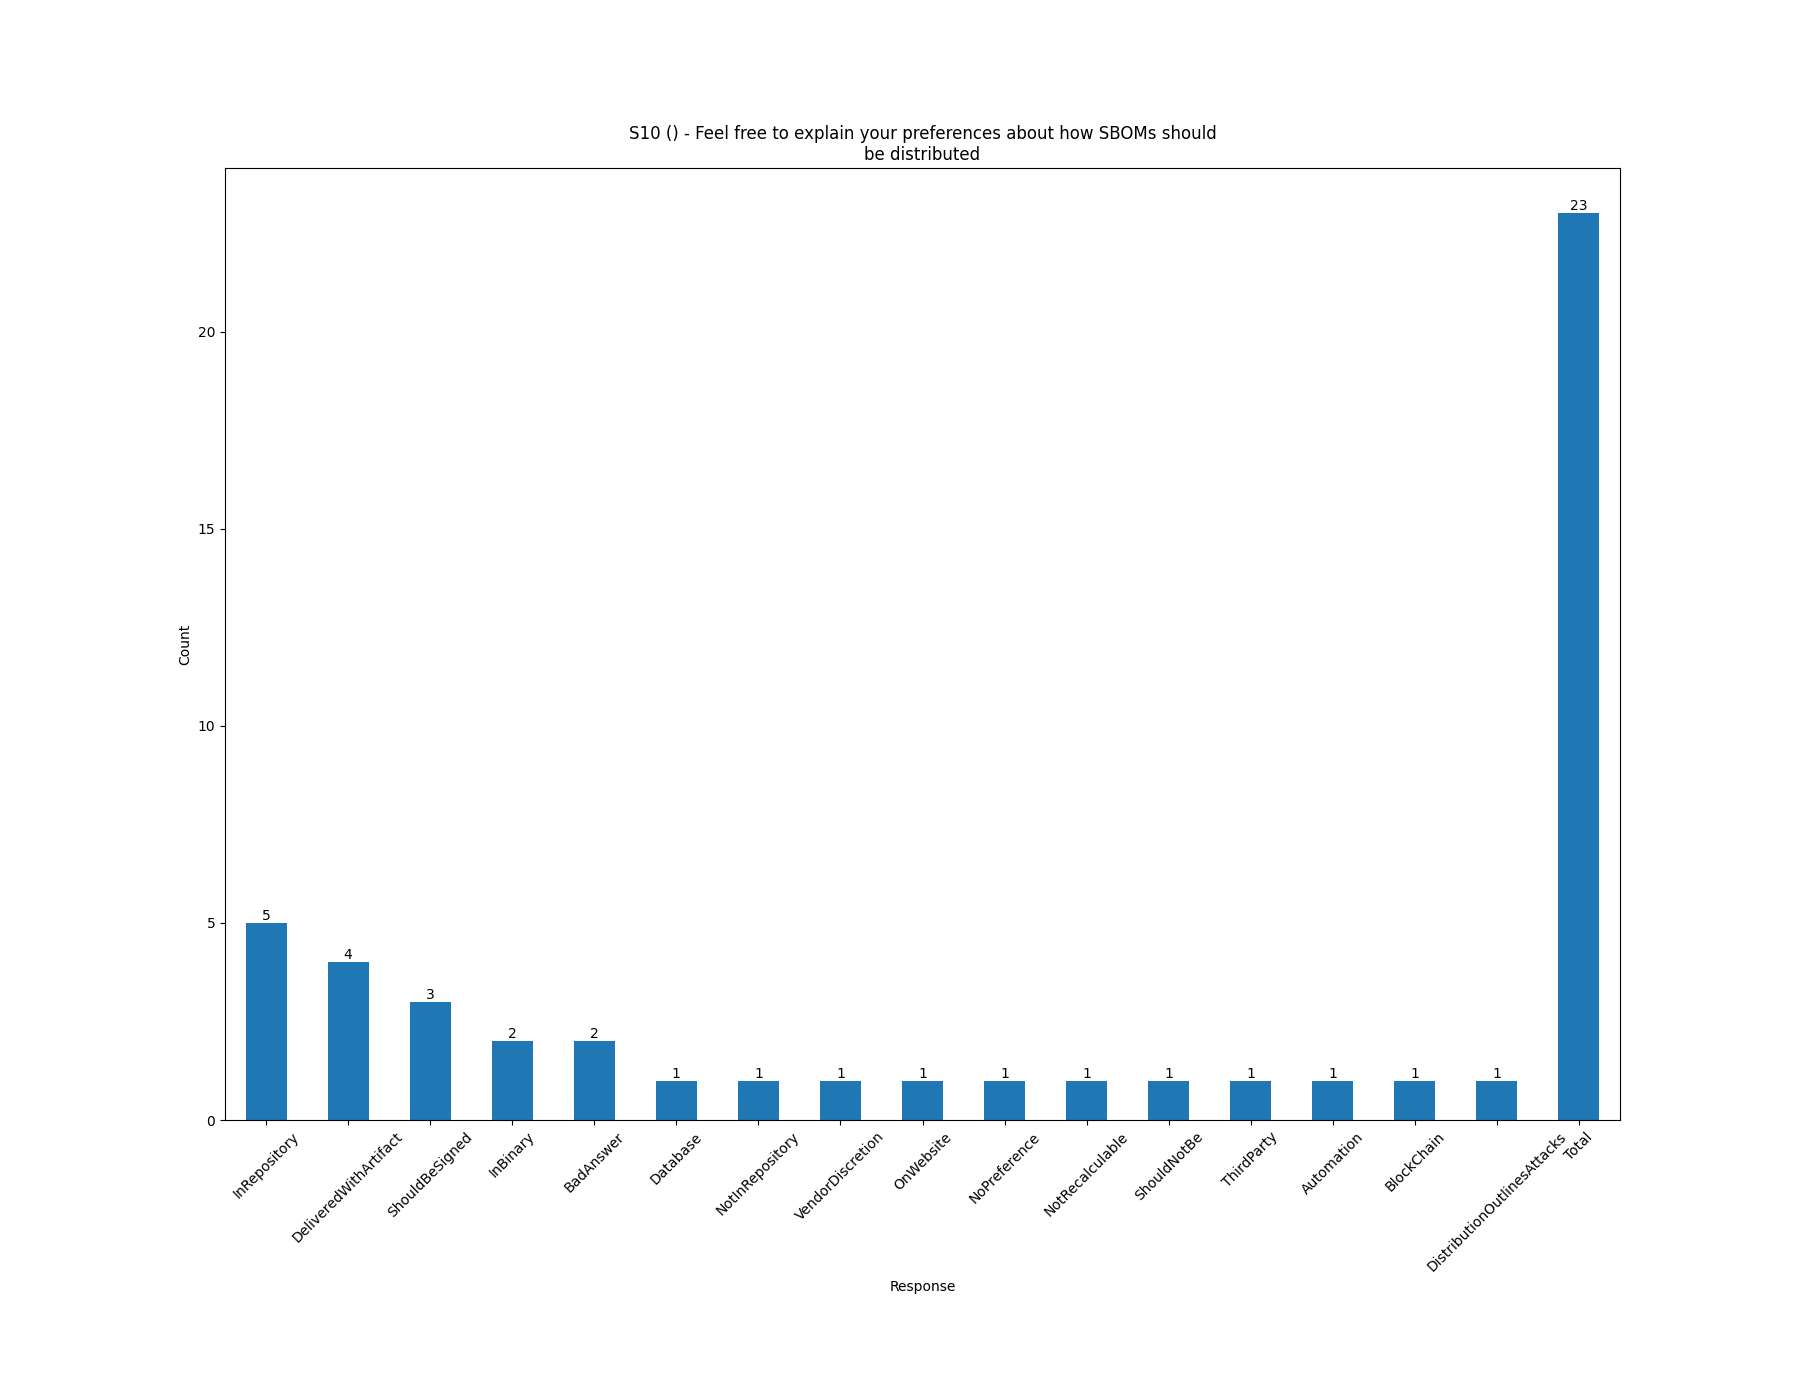 S10 () - Feel free to explain your preferences about how SBOMs should
be distributed
23
20
15
10
5
0
Count
5
4
3
2
2
1
1
1
1
1
1
1
1
1
1
1
InRepository
DeliveredWithArtifact
ShouldBeSigned
InBinary
BadAnswer
Database
NotInRepository
VendorDiscretion
OnWebsite
NoPreference
NotRecalculable
ShouldNotBe
ThirdParty
Automation
BlockChain
DistributionOutlinesAttacks
Total
Response